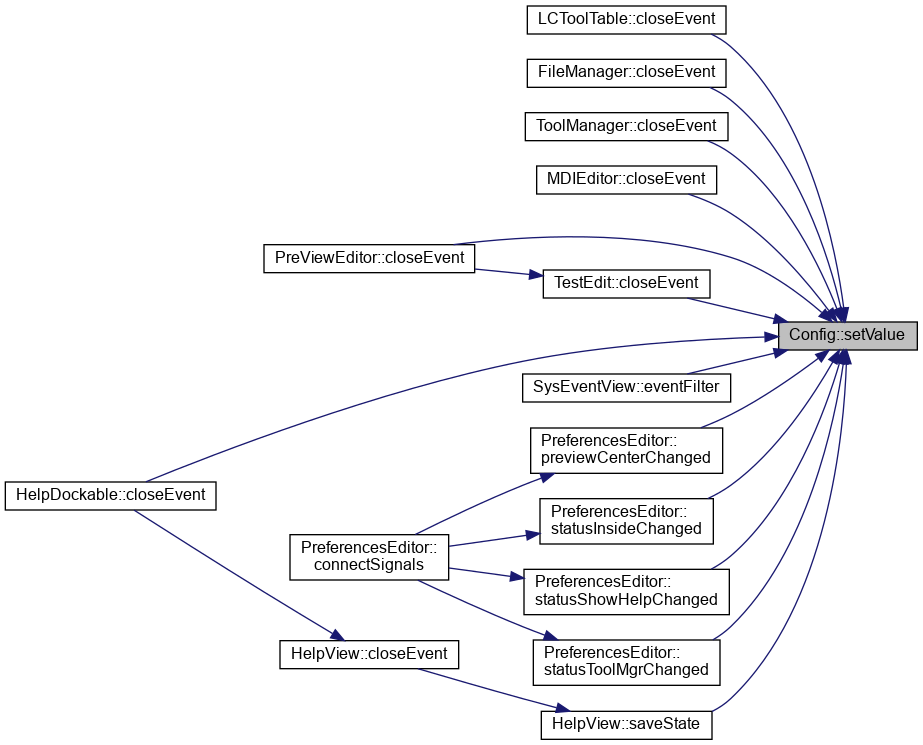 LCToolTable::closeEvent
FileManager::closeEvent
ToolManager::closeEvent
MDIEditor::closeEvent
PreViewEditor::closeEvent
TestEdit::closeEvent
Config::setValue
SysEventView::eventFilter
PreferencesEditor::
previewCenterChanged
HelpDockable::closeEvent
PreferencesEditor::
statusInsideChanged
PreferencesEditor::
connectSignals
PreferencesEditor::
statusShowHelpChanged
HelpView::closeEvent
PreferencesEditor::
statusToolMgrChanged
HelpView::saveState